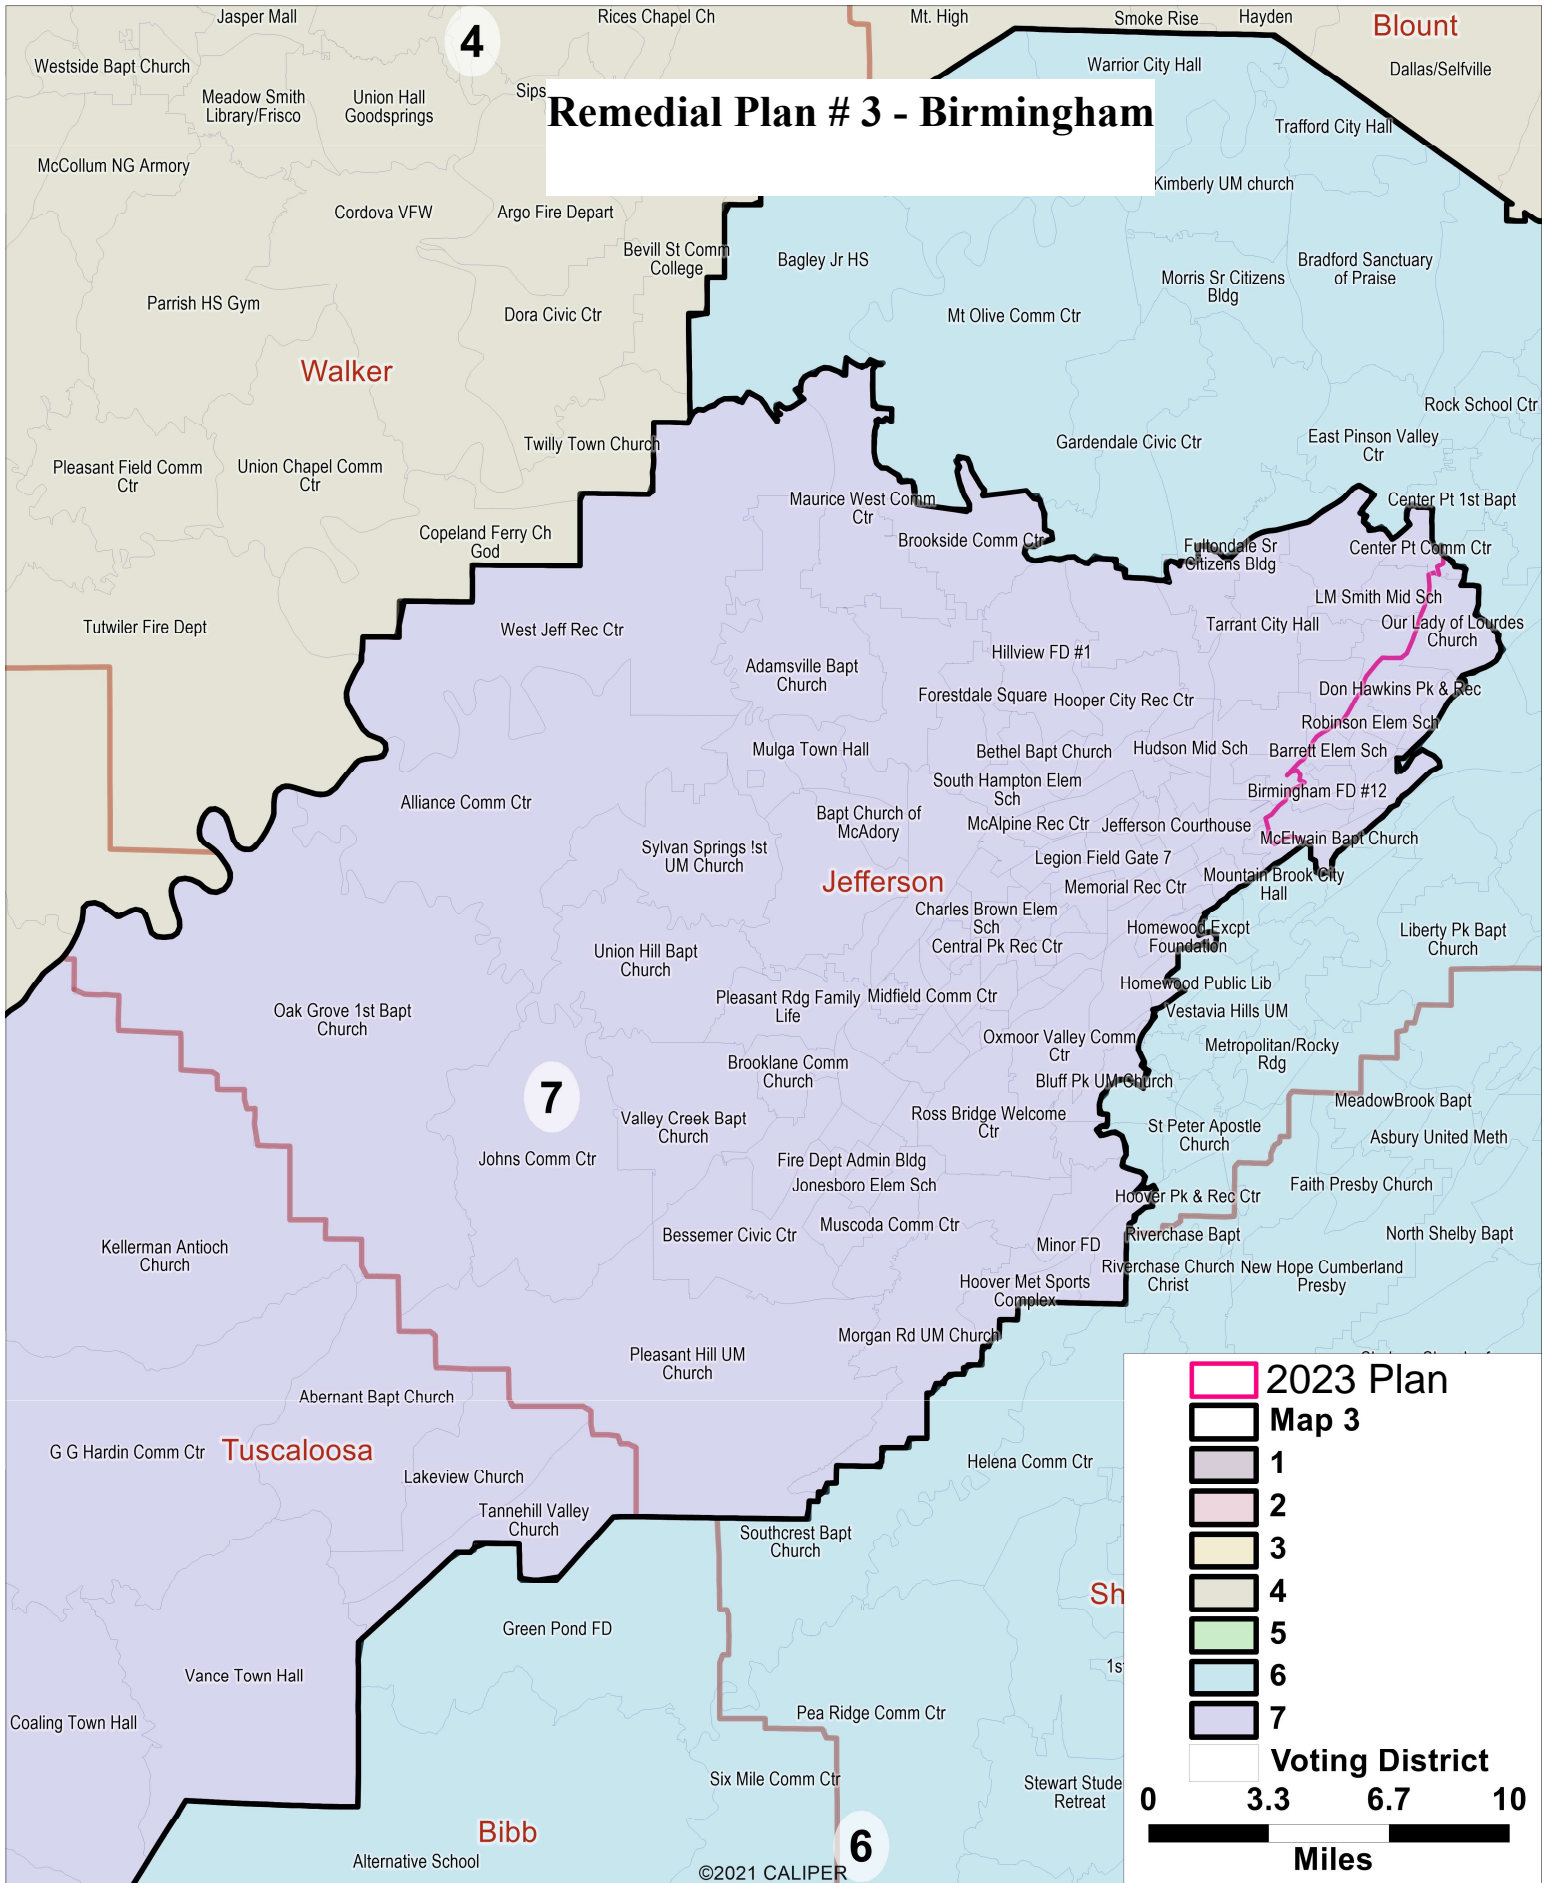 Jasper Mall
4
Rices Chapel Ch
Mt. High
Smoke Rise
Hayden
Blount
Westside Bapt Church
Warrior City Hall
Dallas/Selfville
Meadow Smith
Library/Frisco
Union Hall
Goodsprings
Sips
Remedial Plan # 3 - Birmingham
Trafford City Hall
McCollum NG Armory
Kimberly UM church
Cordova VFW
Argo Fire Depart
Bevill St Comm
College
Bagley Jr HS
Bradford Sanctuary
of Praise
Morris Sr Citizens
Bldg
Parrish HS Gym
Dora Civic Ctr
Mt Olive Comm Ctr
Walker
Rock School Ctr
Twilly Town Church
Gardendale Civic Ctr
East Pinson Valley
Ctr
Pleasant Field Comm
Ctr
Union Chapel Comm
Ctr
Maurice West Comm
Ctr
Center Pt 1st Bapt
Copeland Ferry Ch
God
Brookside Comm Ctr
Fultondale Sr
Citizens Bldg
Center Pt Comm Ctr
LM Smith Mid Sch
Tutwiler Fire Dept
West Jeff Rec Ctr
Tarrant City Hall
Our Lady of Lourdes
Church
Hillview FD #1
Adamsville Bapt
Church
Forestdale Square
Hooper City Rec Ctr
Don Hawkins Pk & Rec
Robinson Elem Sch
Mulga Town Hall
Bethel Bapt Church
Hudson Mid Sch
Barrett Elem Sch
South Hampton Elem
Sch
Birmingham FD #12
Alliance Comm Ctr
Bapt Church of
McAdory
McAlpine Rec Ctr
Jefferson Courthouse
McElwain Bapt Church
Sylvan Springs !st
UM Church
Legion Field Gate 7
Jefferson
Memorial Rec Ctr
Mountain Brook City
Hall
Charles Brown Elem
Sch
Homewood Excpt
Foundation
Liberty Pk Bapt
Church
Union Hill Bapt
Church
Central Pk Rec Ctr
Homewood Public Lib
Oak Grove 1st Bapt
Church
Pleasant Rdg Family
Life
Midfield Comm Ctr
Vestavia Hills UM
Oxmoor Valley Comm
Ctr
Metropolitan/Rocky
Rdg
7
Brooklane Comm
Church
Bluff Pk UM Church
MeadowBrook Bapt
Valley Creek Bapt
Church
Ross Bridge Welcome
Ctr
St Peter Apostle
Church
Asbury United Meth
Johns Comm Ctr
Fire Dept Admin Bldg
Jonesboro Elem Sch
Hoover Pk & Rec Ctr
Faith Presby Church
Kellerman Antioch
Church
Bessemer Civic Ctr
Muscoda Comm Ctr
Minor FD
Riverchase Bapt
North Shelby Bapt
Hoover Met Sports
Complex
Riverchase Church
Christ
New Hope Cumberland
Presby
Morgan Rd UM Church
Pleasant Hill UM
Church
Abernant Bapt Church
G G Hardin Comm Ctr
Tuscaloosa
Lakeview Church
Helena Comm Ctr
Tannehill Valley
Church
Southcrest Bapt
Church
Sh
Green Pond FD
1st
Vance Town Hall
Coaling Town Hall
Pea Ridge Comm Ctr
Six Mile Comm Ctr
Stewart Stude
Retreat
Bibb
Alternative School
6
©2021 CALIPER
2023 Plan
Map 3
1
2
3
4
5
6
7
Voting District
0 3.3 6.7 10
Miles